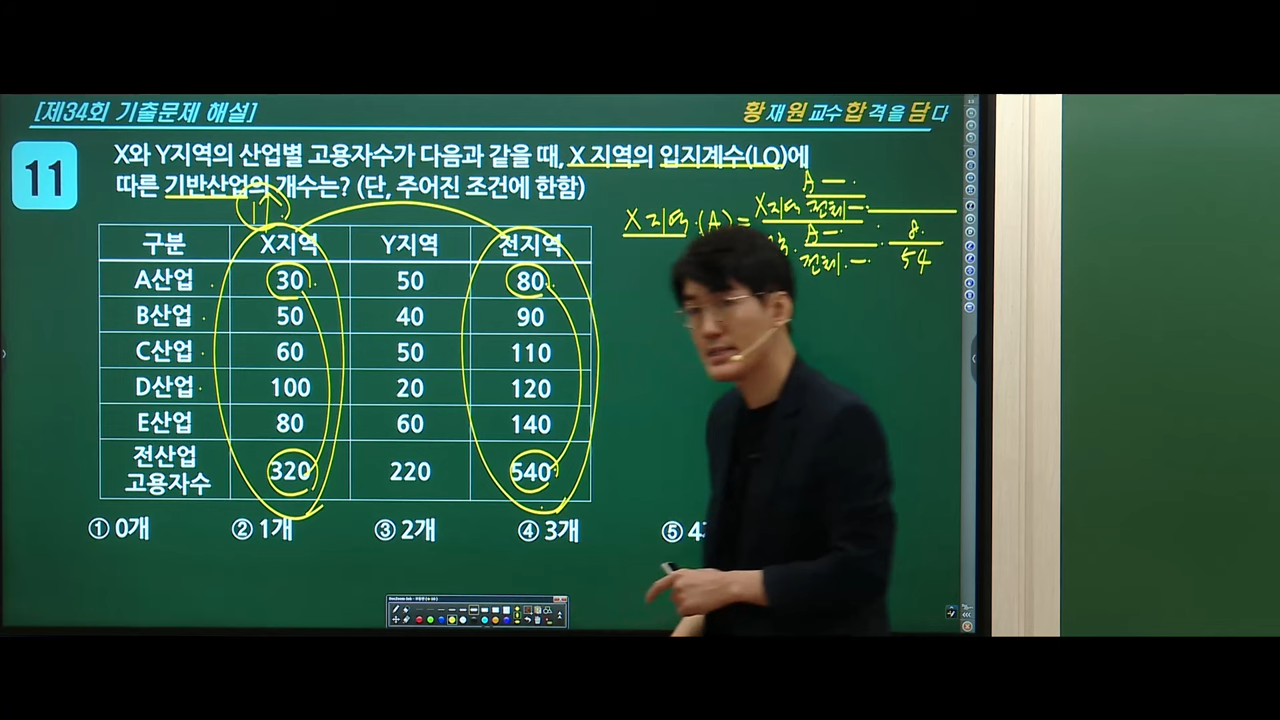 [제34회 기출문제 해설]
황재원 교수 합격을 담다
11
X와 Y지역의 산업별 고용자수가 다음과 같을 때, X 지역의 입지계수(LQ)에
따른 기반산업의 개수는? (단, 주어진 조건에 한함)
1↑
A
X지역 전체
X 지역 (A) =
A
전체
8
54
구분 X지역 Y지역 전지역
A산업 30 50 80
B산업 50 40 90
C산업 60 50 110
D산업 100 20 120
E산업 80 60 140
전산업
고용자수 320 220 540
① 0개 ② 1개 ③ 2개 ④ 3개 ⑤ 4